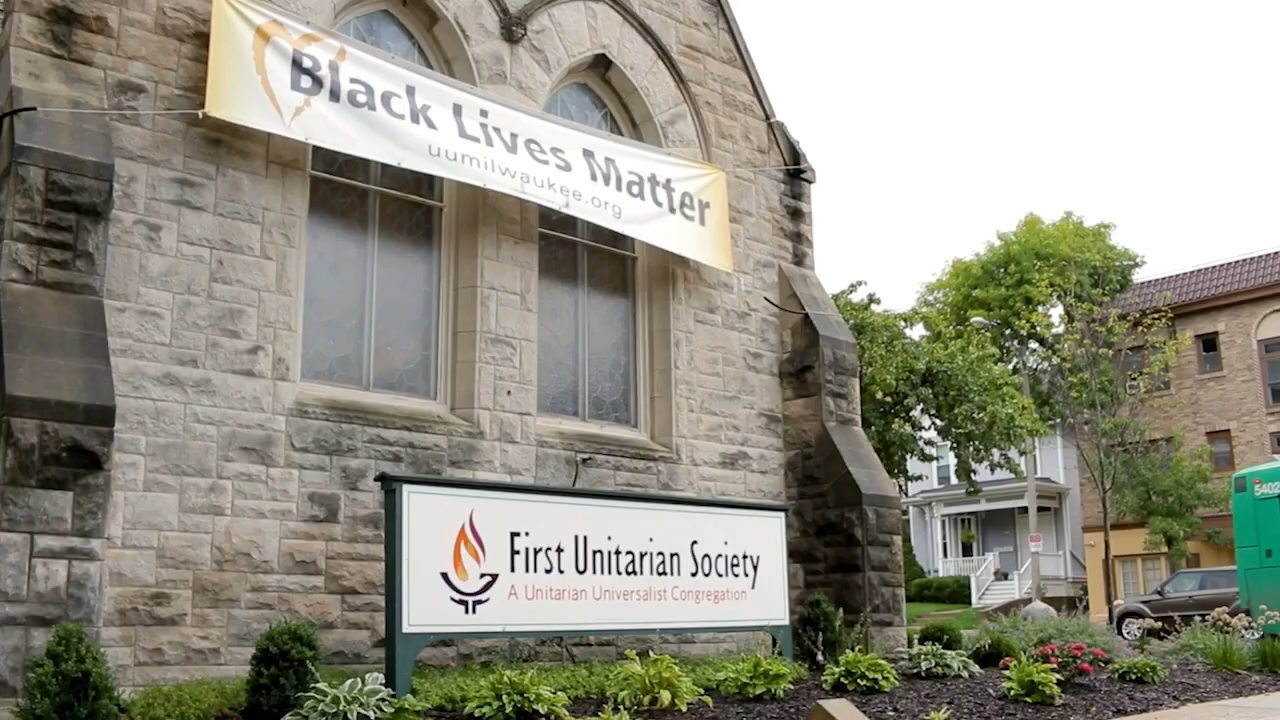 Black Lives Matter
uumilwaukee.org
First Unitarian Society
A Unitarian Universalist Congregation
5402